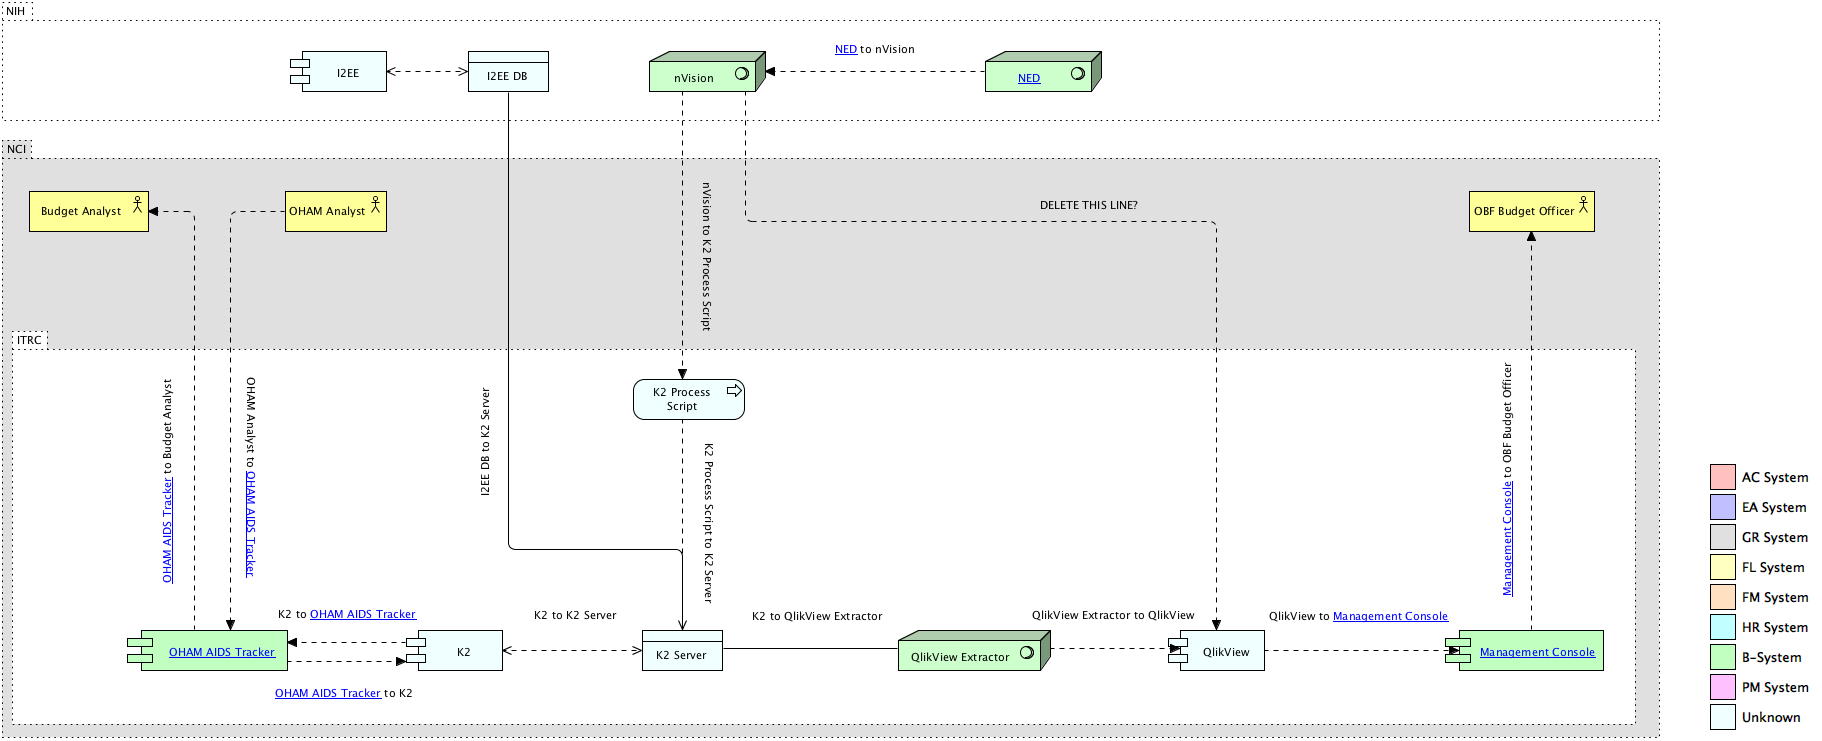 NIH
NED to nVision
I2EE
I2EE DB
nVision
NED
NCI
Budget Analyst
OHAM Analyst
nVision to K2 Process Script
DELETE THIS LINE?
OBF Budget Officer
ITRC
OHAM AIDS Tracker to Budget Analyst
OHAM Analyst to OHAM AIDS Tracker
I2EE DB to K2 Server
K2 Process
Script
K2 Process Script to K2 Server
Management Console to OBF Budget Officer
K2 to OHAM AIDS Tracker
K2 to K2 Server
K2 to QlikView Extractor
QlikView Extractor to QlikView
QlikView to Management Console
OHAM AIDS Tracker
K2
K2 Server
QlikView Extractor
QlikView
Management Console
OHAM AIDS Tracker to K2
AC System
EA System
GR System
FL System
FM System
HR System
B-System
PM System
Unknown